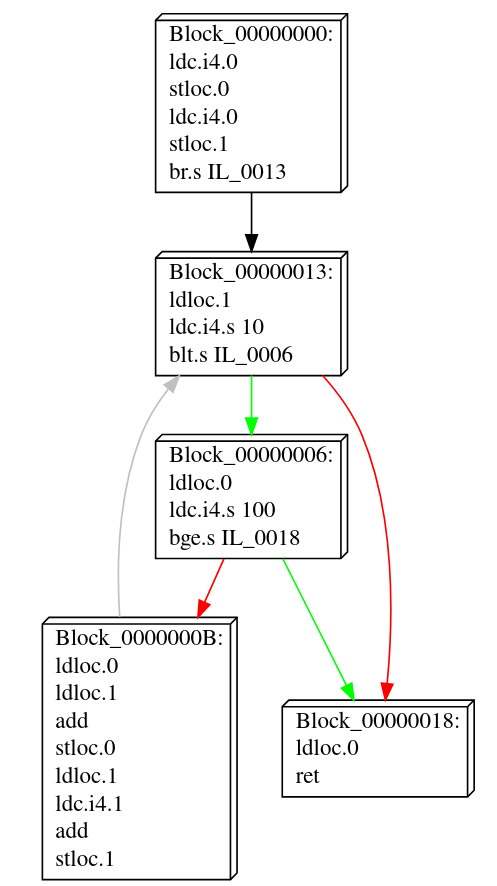 Block_00000000:
ldc.i4.0
stloc.0
ldc.i4.0
stloc.1
br.s IL_0013
Block_00000013:
ldloc.1
ldc.i4.s 10
blt.s IL_0006
Block_00000006:
ldloc.0
ldc.i4.s 100
bge.s IL_0018
Block_0000000B:
ldloc.0
ldloc.1
add
stloc.0
ldloc.1
ldc.i4.1
add
stloc.1
Block_00000018:
ldloc.0
ret